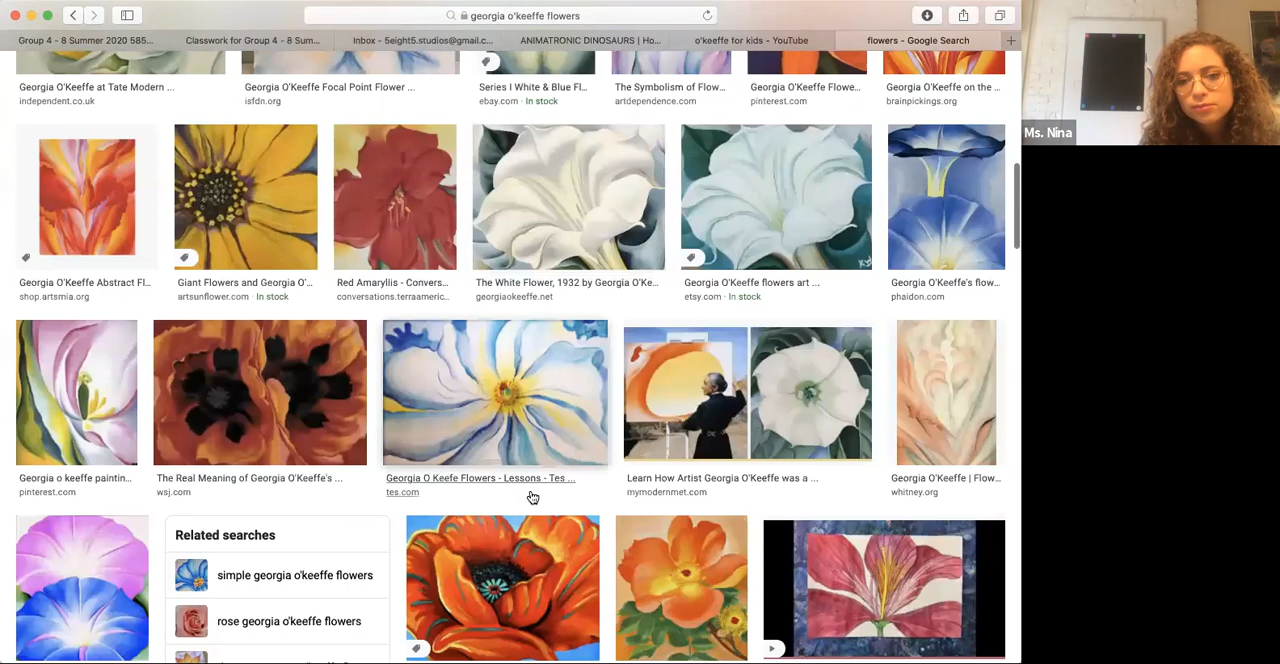 georgia o'keeffe flowers
Group 4 - 8 Summer 2020 585...
Classwork for Group 4 - 8 Sum...
Inbox - 5eight5.studios@gmail.c...
ANIMATRONIC DINOSAURS | Ho...
o'keeffe for kids - YouTube
flowers - Google Search
Ms. Nina
Georgia O'Keeffe at Tate Modern ...
independent.co.uk
Georgia O'Keeffe Focal Point Flower ...
isfdn.org
Series I White & Blue Fl...
ebay.com · In stock
The Symbolism of Flow...
artdependence.com
Georgia O'Keeffe Flowe...
pinterest.com
Georgia O'Keeffe on the ...
brainpickings.org
Georgia O'Keeffe Abstract Fl...
shop.artsmia.org
Giant Flowers and Georgia O'...
artsunflower.com · In stock
Red Amaryllis - Convers...
conversations.terraameric...
The White Flower, 1932 by Georgia O'Ke...
georgiaokeeffe.net
Georgia O'Keeffe flowers art ...
etsy.com · In stock
Georgia O'Keeffe's flow...
phaidon.com
Georgia o keeffe paintin...
pinterest.com
The Real Meaning of Georgia O'Keeffe's ...
wsj.com
Georgia O Keefe Flowers - Lessons - Tes ...
tes.com
Learn How Artist Georgia O'Keeffe was a ...
mymodernmet.com
Georgia O'Keeffe | Flow...
whitney.org
Related searches
simple georgia o'keeffe flowers
rose georgia o'keeffe flowers